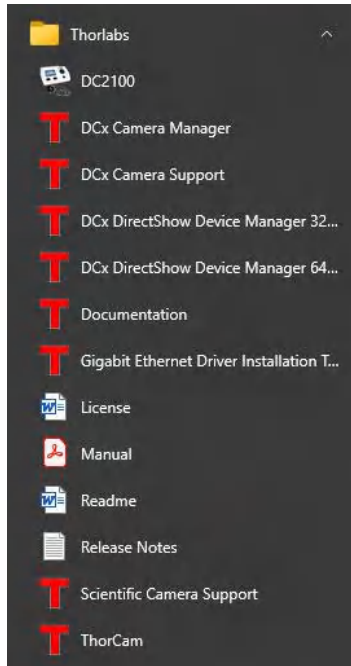 Thorlabs
DC2100
DCx Camera Manager
DCx Camera Support
DCx DirectShow Device Manager 32...
DCx DirectShow Device Manager 64...
Documentation
Gigabit Ethernet Driver Installation T...
License
Manual
Readme
Release Notes
Scientific Camera Support
ThorCam